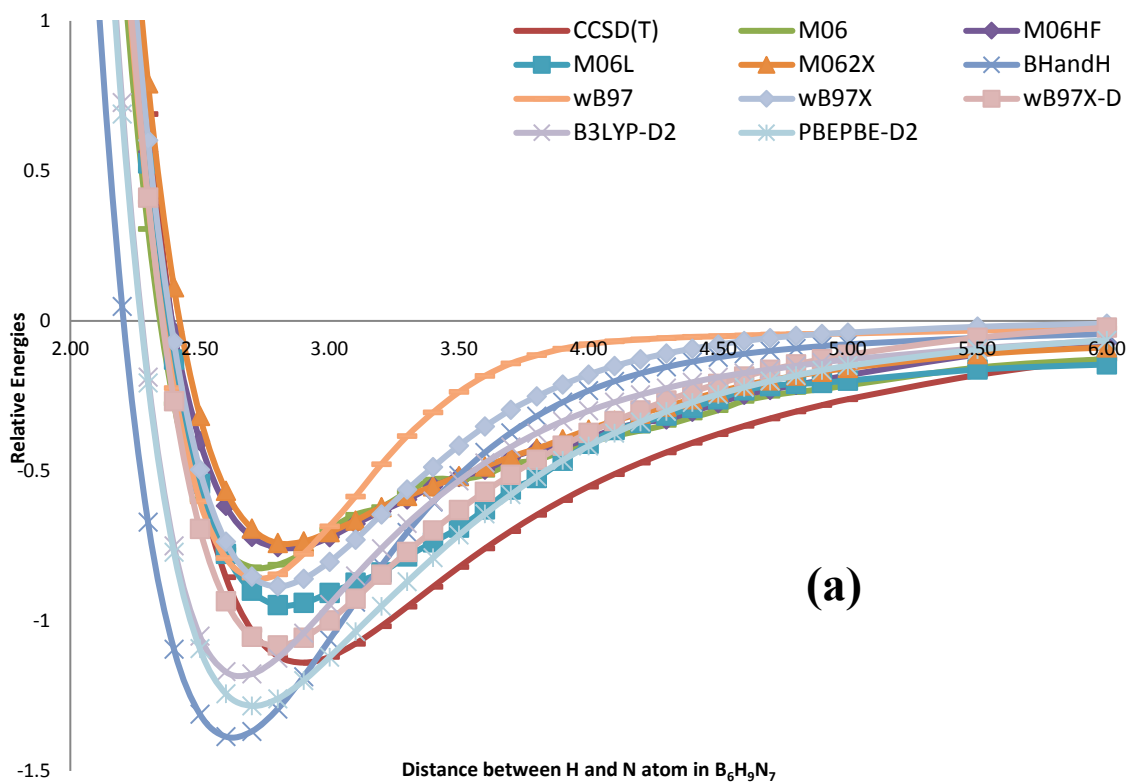 1
CCSD(T) M06 M06HF
M06L M062X BHandH
wB97 wB97X wB97X-D
B3LYP-D2 PBEPBE-D2
0.5
0
2.00 2.50 3.00 3.50 4.00 4.50 5.00 5.50 6.00
Relative Energies
-0.5
(a)
-1
-1.5
Distance between H and N atom in B₆H₉N₇